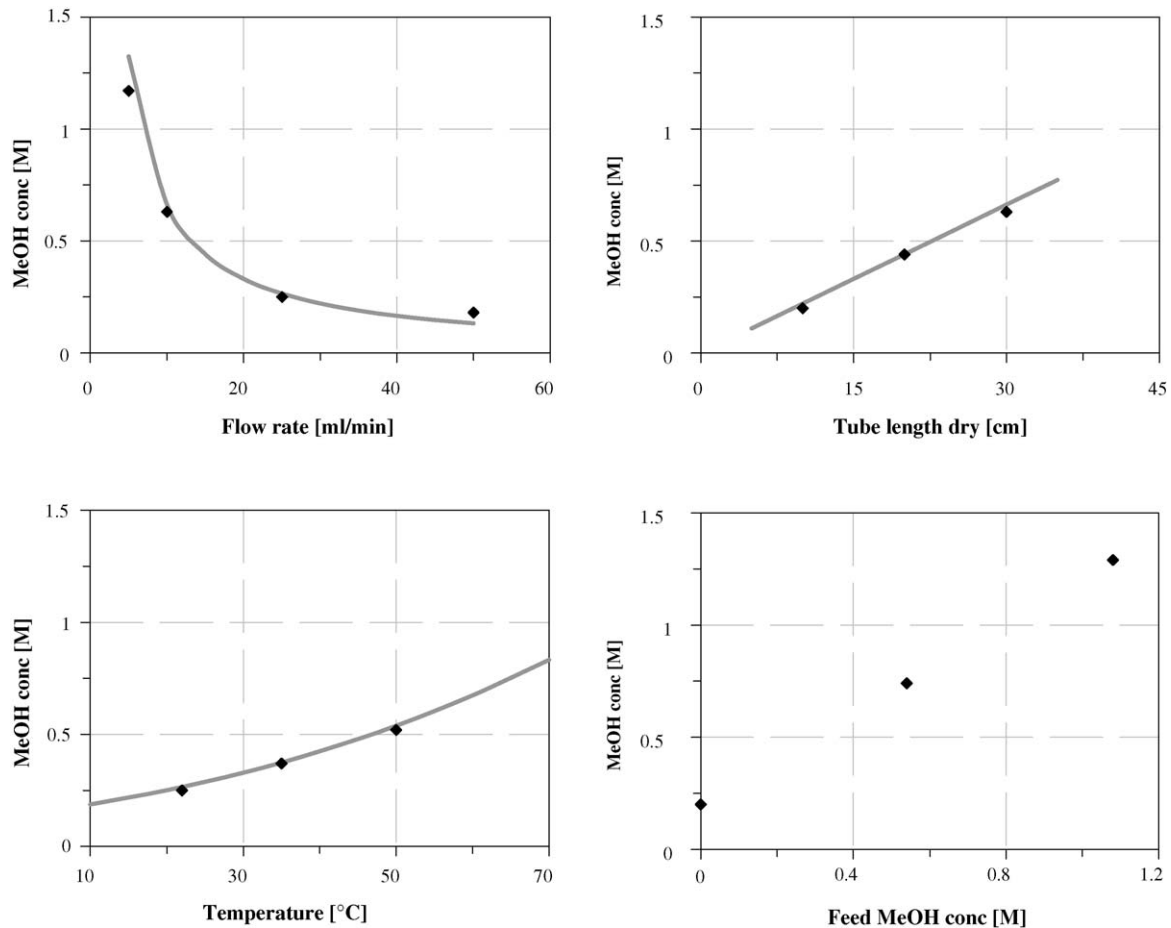 1.5
1
0.5
0
MeOH conc [M]
0 20 40 60
Flow rate [ml/min]
1.5
1
0.5
0
MeOH conc [M]
0 15 30 45
Tube length dry [cm]
1.5
1
0.5
0
MeOH conc [M]
10 30 50 70
Temperature [°C]
1.5
1
0.5
0
MeOH conc [M]
0 0.4 0.8 1.2
Feed MeOH conc [M]